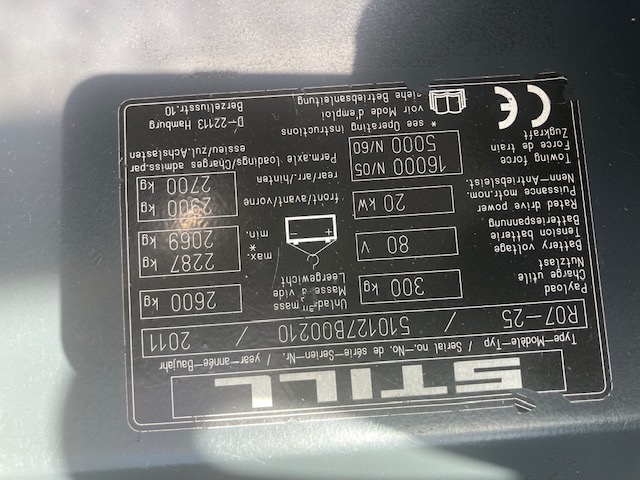 STILL
Type-Modèle-Typ / Serial no.-No. de série-Serien-Nr. / year-année-Baujahr
R07-25 / 510127B00210 / 2011
Payload
Charge utile
Nutzlast
300 kg
Unlad. mass
Masse à vide
Leergewicht
2600 kg
Battery voltage
Tension batterie
Batteriespannung
80 V
max. 2287 kg
*
min. 2069 kg
Rated drive power
Puissance motr.nom.
Nenn-Antriebsleist.
20 kW
front/avant/vorne 2900 kg
rear/arr./hinten 2700 kg
Towing force
Force de train
Zugkraft
16000 N/05
5000 N/60
Perm.axle loadings/Charges admiss.par
essieu/zul.Achslasten
CE
* see Operating instructions
voir Mode d'emploi
siehe Betriebsanleitung
D-22113 Hamburg
Berzeliusstr.10